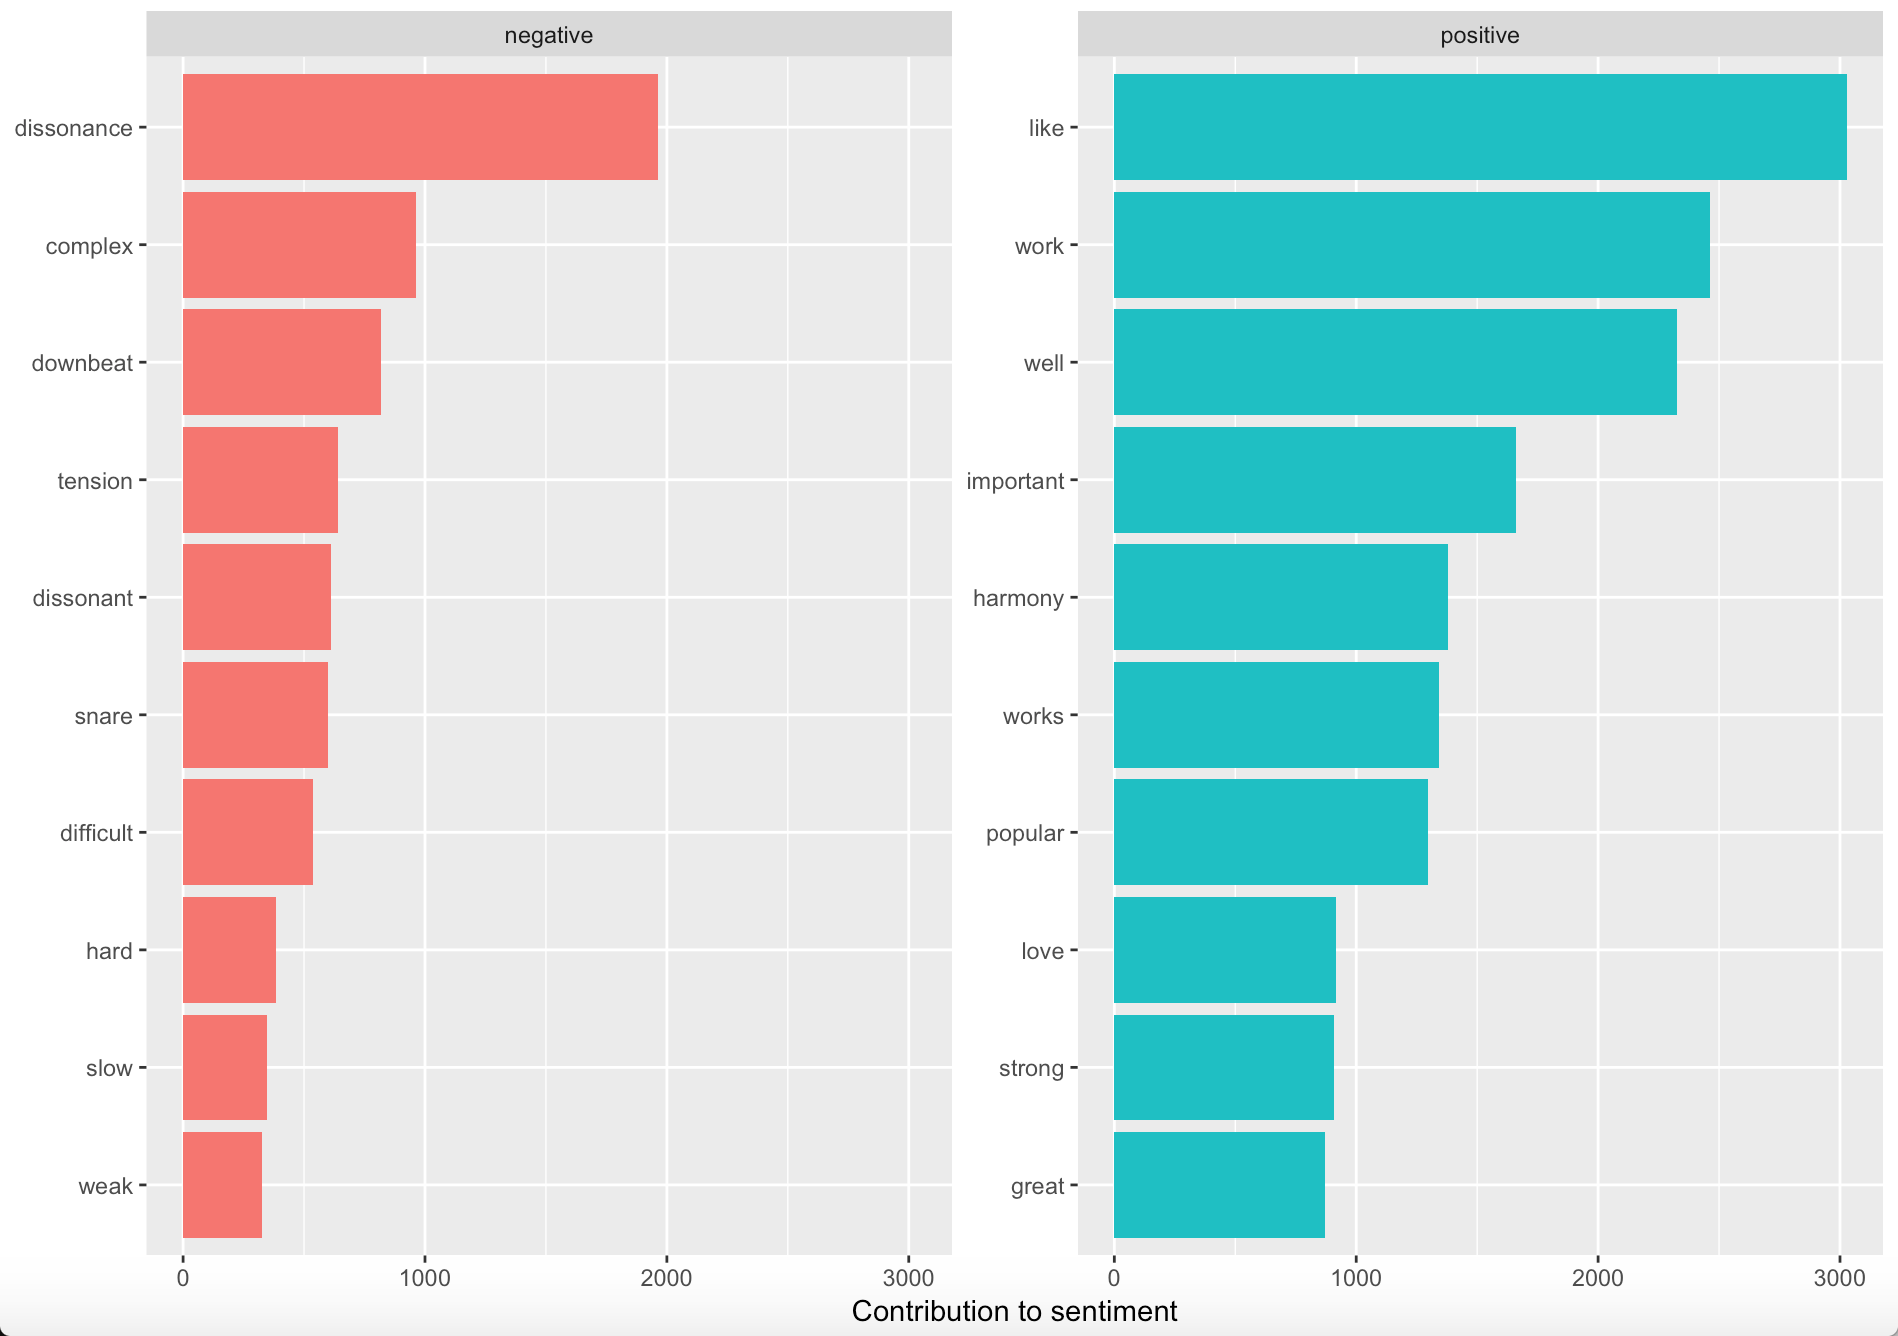 negative
dissonance
complex
downbeat
tension
dissonant
snare
difficult
hard
slow
weak
0 1000 2000 3000
positive
like
work
well
important
harmony
works
popular
love
strong
great
0 1000 2000 3000
Contribution to sentiment